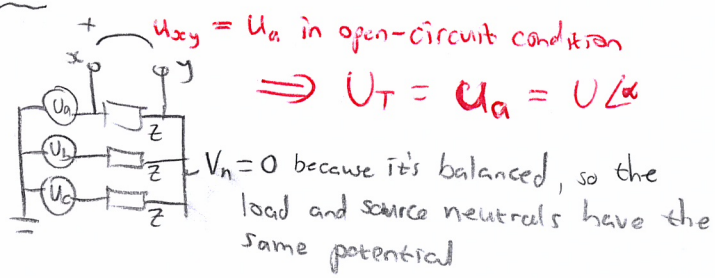 +
Uxy = Ua in open-circuit condition
x y
⇒ UT = Ua = U∠α
Ua
Z
Ub
Z
Vn=0 because it's balanced, so the
Uc
Z
load and source neutrals have the
same potential